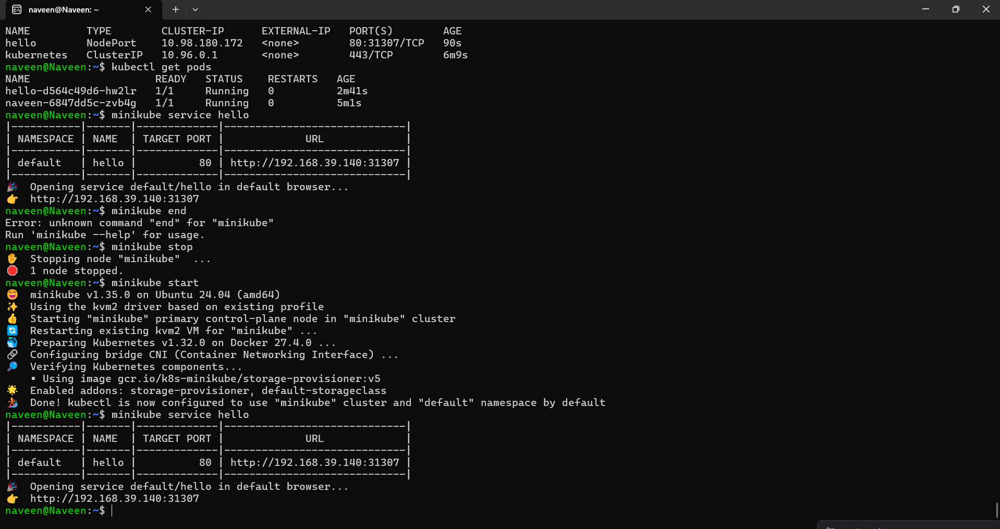 naveen@Naveen: ~
NAME         TYPE        CLUSTER-IP      EXTERNAL-IP   PORT(S)        AGE
hello        NodePort    10.98.180.172   <none>        80:31307/TCP   90s
kubernetes   ClusterIP   10.96.0.1       <none>        443/TCP        6m9s
naveen@Naveen:~$ kubectl get pods
NAME                    READY   STATUS    RESTARTS   AGE
hello-d564c49d6-hw2lr   1/1     Running   0          2m41s
naveen-6847dd5c-zvb4g   1/1     Running   0          5m1s
naveen@Naveen:~$ minikube service hello
|-----------|-------|-------------|-----------------------------|
| NAMESPACE | NAME  | TARGET PORT |             URL             |
|-----------|-------|-------------|-----------------------------|
| default   | hello |          80 | http://192.168.39.140:31307 |
|-----------|-------|-------------|-----------------------------|
🎉  Opening service default/hello in default browser...
👉  http://192.168.39.140:31307
naveen@Naveen:~$ minikube end
Error: unknown command "end" for "minikube"
Run 'minikube --help' for usage.
naveen@Naveen:~$ minikube stop
✋  Stopping node "minikube"  ...
🛑  1 node stopped.
naveen@Naveen:~$ minikube start
😄  minikube v1.35.0 on Ubuntu 24.04 (amd64)
✨  Using the kvm2 driver based on existing profile
👍  Starting "minikube" primary control-plane node in "minikube" cluster
🔄  Restarting existing kvm2 VM for "minikube" ...
🐳  Preparing Kubernetes v1.32.0 on Docker 27.4.0 ...
🔗  Configuring bridge CNI (Container Networking Interface) ...
🔎  Verifying Kubernetes components...
    ▪ Using image gcr.io/k8s-minikube/storage-provisioner:v5
🌟  Enabled addons: storage-provisioner, default-storageclass
🏄  Done! kubectl is now configured to use "minikube" cluster and "default" namespace by default
naveen@Naveen:~$ minikube service hello
|-----------|-------|-------------|-----------------------------|
| NAMESPACE | NAME  | TARGET PORT |             URL             |
|-----------|-------|-------------|-----------------------------|
| default   | hello |          80 | http://192.168.39.140:31307 |
|-----------|-------|-------------|-----------------------------|
🎉  Opening service default/hello in default browser...
👉  http://192.168.39.140:31307
naveen@Naveen:~$